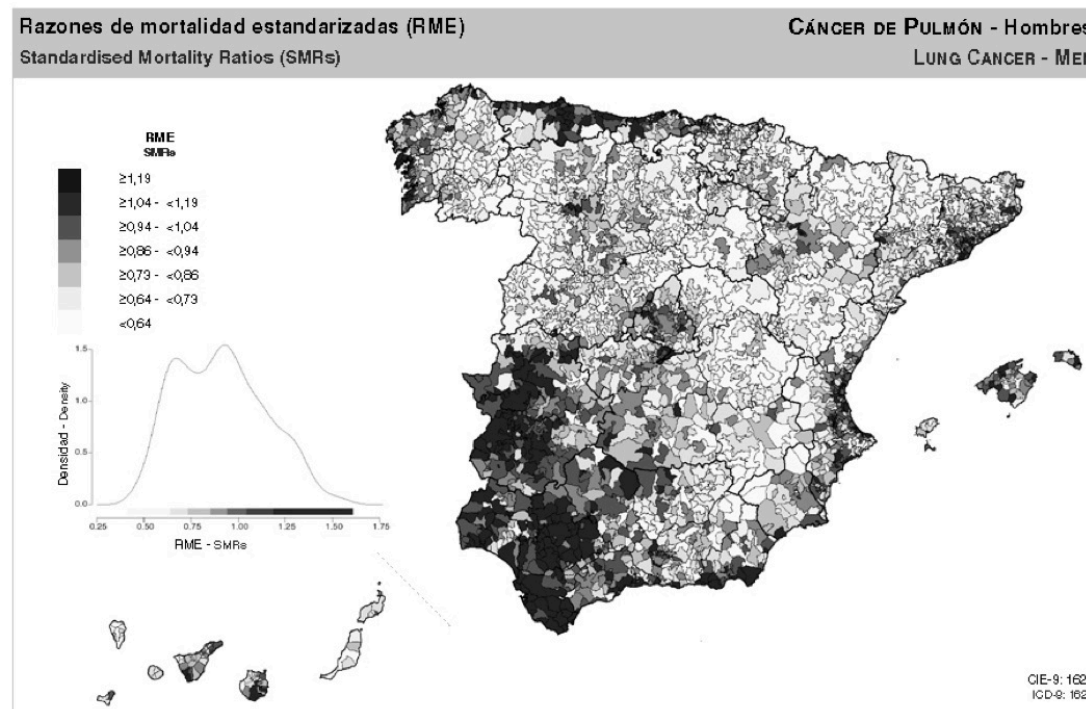 Razones de mortalidad estandarizadas (RME)
Standardised Mortality Ratios (SMRs)
CÁNCER DE PULMÓN - Hombres
LUNG CANCER - MEN
RME
SMRs
≥1,19
≥1,04 - <1,19
≥0,94 - <1,04
≥0,86 - <0,94
≥0,73 - <0,86
≥0,64 - <0,73
<0,64
Densidad - Density
1.5
1.0
0.5
0.0
0.25 0.50 0.75 1.00 1.25 1.50 1.75
RME - SMRs
CIE-9: 162
ICD-9: 162